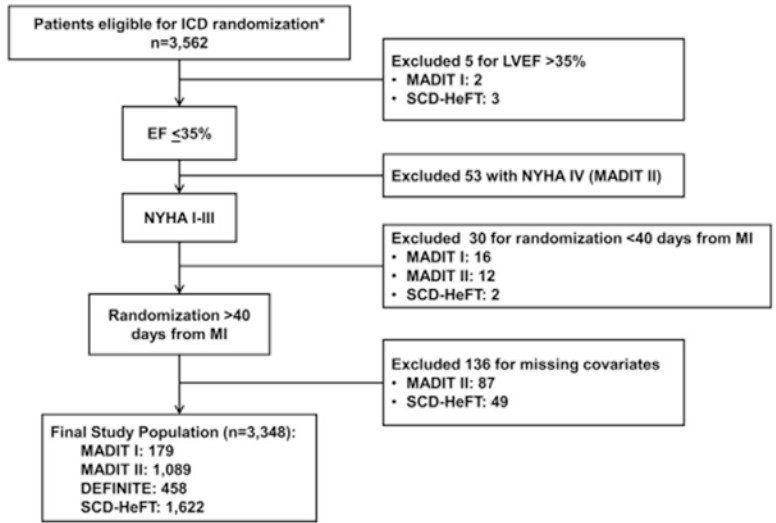 Patients eligible for ICD randomization*
n=3,562
Excluded 5 for LVEF >35%
• MADIT I: 2
• SCD-HeFT: 3
EF ≤35%
Excluded 53 with NYHA IV (MADIT II)
NYHA I-III
Excluded 30 for randomization <40 days from MI
• MADIT I: 16
• MADIT II: 12
• SCD-HeFT: 2
Randomization >40
days from MI
Excluded 136 for missing covariates
• MADIT II: 87
• SCD-HeFT: 49
Final Study Population (n=3,348):
MADIT I: 179
MADIT II: 1,089
DEFINITE: 458
SCD-HeFT: 1,622